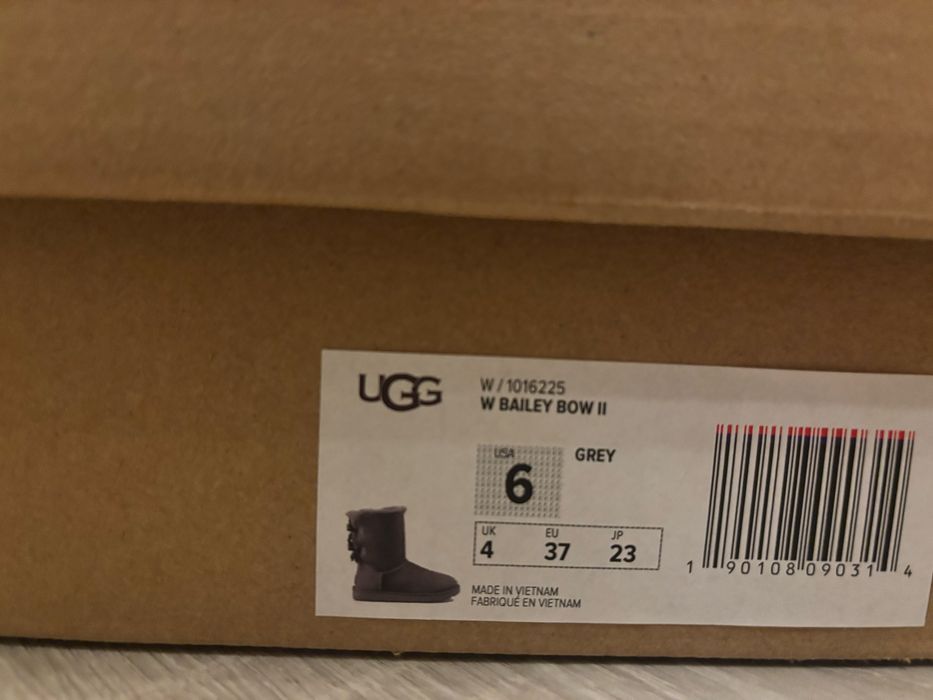 UGG
W / 1016225
W BAILEY BOW II
USA
6
GREY
UK EU JP
4 37 23
MADE IN VIETNAM
FABRIQUÉ EN VIETNAM
1 90108 09031 4